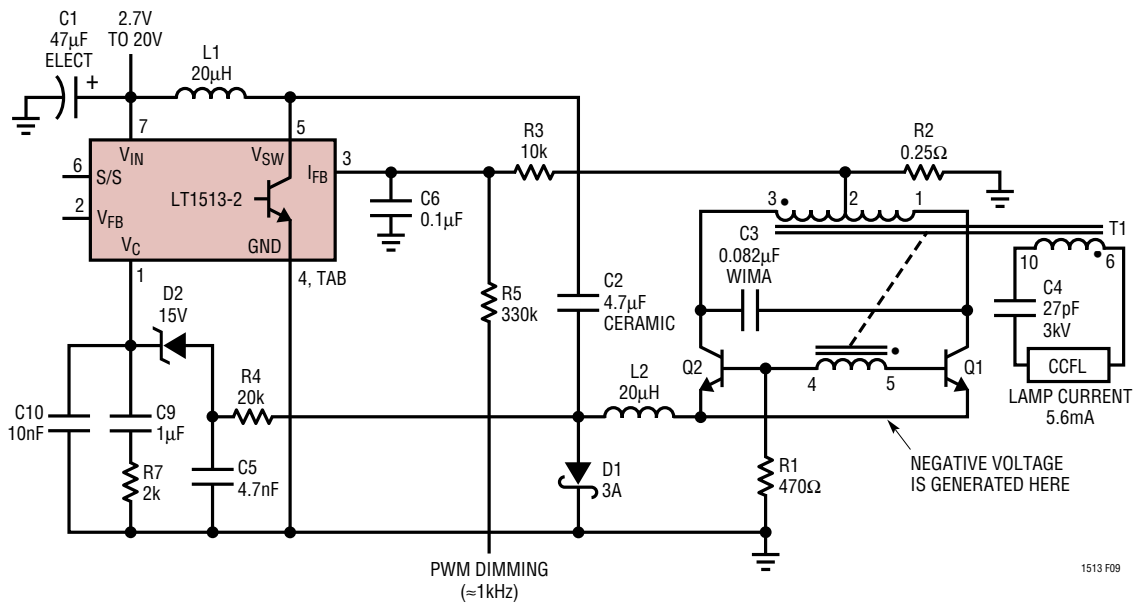 C1
47µF
ELECT
+
2.7V
TO 20V
L1
20µH
7
5
VIN
VSW
6
S/S
3
IFB
LT1513-2
2
VFB
VC
GND
1
4, TAB
C6
0.1µF
R3
10k
R5
330k
C2
4.7µF
CERAMIC
R2
0.25Ω
3
2
1
T1
C3
0.082µF
WIMA
10
6
C4
27pF
3kV
CCFL
LAMP CURRENT
5.6mA
Q2
Q1
4
5
D2
15V
R4
20k
L2
20µH
C10
10nF
C9
1µF
R7
2k
C5
4.7nF
D1
3A
R1
470Ω
NEGATIVE VOLTAGE
IS GENERATED HERE
PWM DIMMING
(≈1kHz)
1513 F09